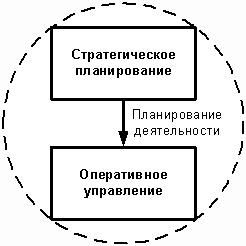 Стратегическое
планирование
Планирование
деятельности
Оперативное
управление